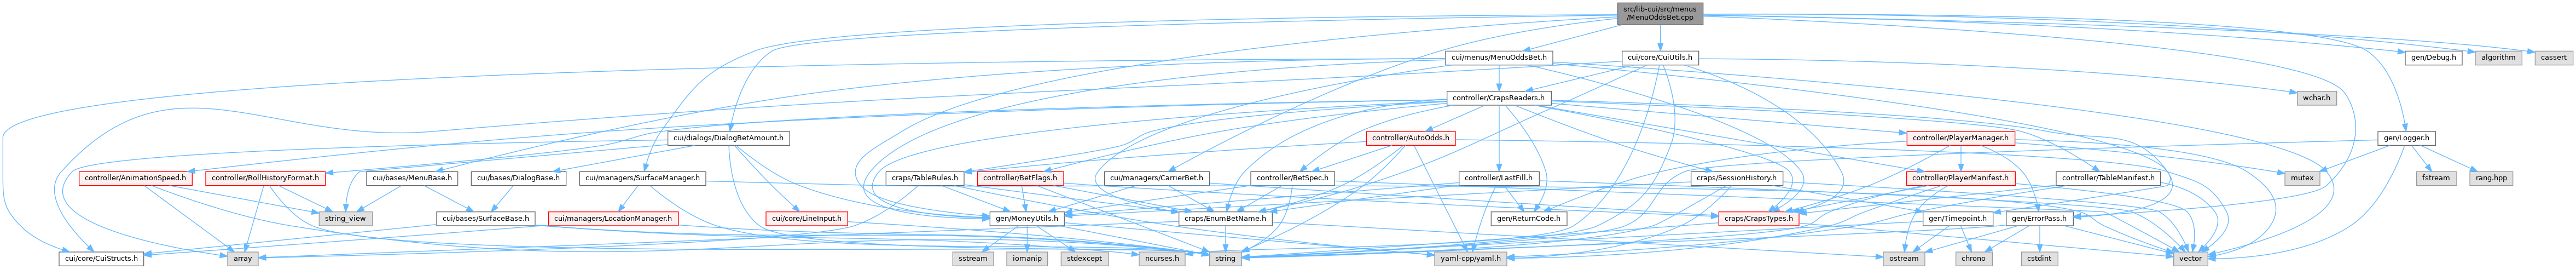 src/lib-cui/src/menus
/MenuOddsBet.cpp
cui/menus/MenuOddsBet.h
cui/core/CuiUtils.h
gen/Debug.h
algorithm
cassert
controller/CrapsReaders.h
wchar.h
cui/dialogs/DialogBetAmount.h
controller/AutoOdds.h
controller/PlayerManager.h
gen/Logger.h
controller/AnimationSpeed.h
controller/RollHistoryFormat.h
cui/bases/MenuBase.h
cui/bases/DialogBase.h
cui/managers/SurfaceManager.h
craps/TableRules.h
controller/BetFlags.h
cui/managers/CarrierBet.h
controller/BetSpec.h
controller/LastFill.h
craps/SessionHistory.h
controller/PlayerManifest.h
controller/TableManifest.h
mutex
fstream
rang.hpp
string_view
cui/bases/SurfaceBase.h
cui/managers/LocationManager.h
cui/core/LineInput.h
gen/MoneyUtils.h
craps/EnumBetName.h
gen/ReturnCode.h
craps/CrapsTypes.h
gen/Timepoint.h
gen/ErrorPass.h
cui/core/CuiStructs.h
array
ncurses.h
sstream
iomanip
stdexcept
string
yaml-cpp/yaml.h
ostream
chrono
cstdint
vector